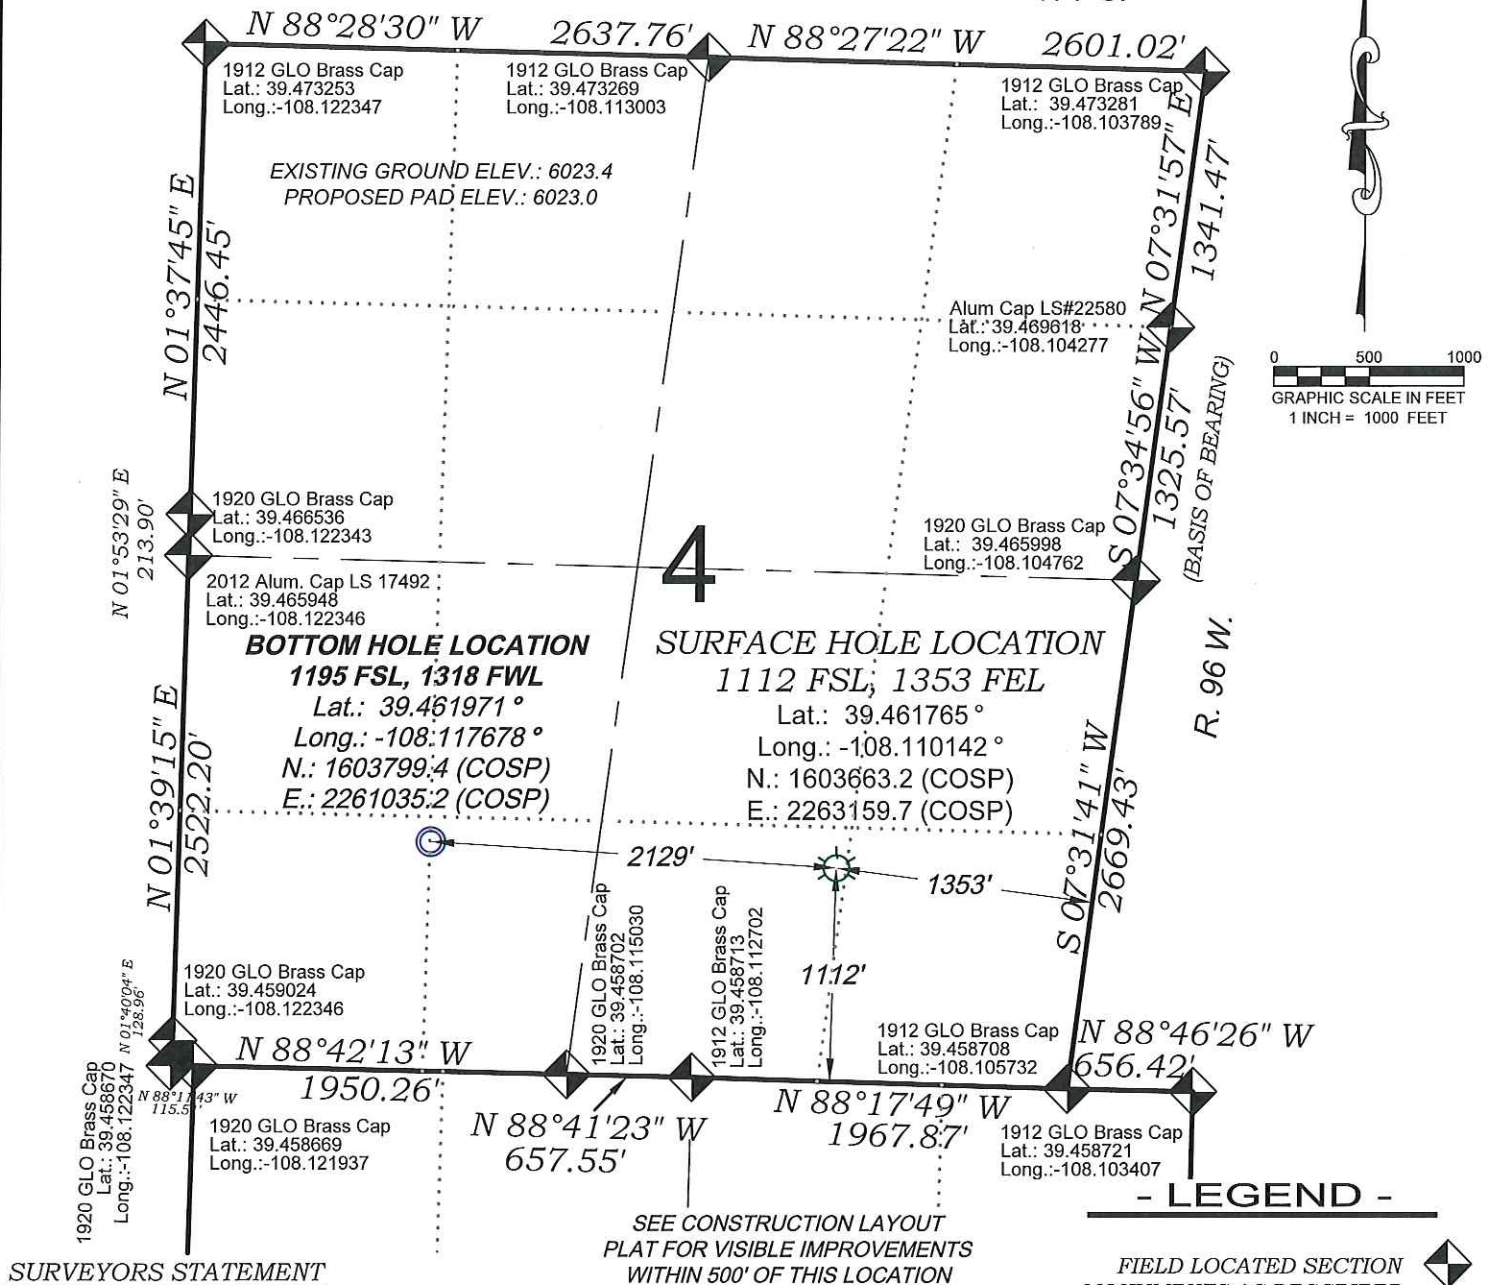 N 88°28'30" W
2637.76'
N 88°27'22" W
2601.02'
1912 GLO Brass Cap
Lat.: 39.473253
Long.:-108.122347
1912 GLO Brass Cap
Lat.: 39.473269
Long.:-108.113003
1912 GLO Brass Cap
Lat.: 39.473281
Long.:-108.103789
EXISTING GROUND ELEV.: 6023.4
PROPOSED PAD ELEV.: 6023.0
N 01°37'45" E
2446.45'
N 07°31'57" E
1341.47'
Alum Cap LS#22580
Lat.: 39.469618
Long.:-108.104277
0 500 1000
GRAPHIC SCALE IN FEET
1 INCH = 1000 FEET
S 07°34'56" W
1325.57'
(BASIS OF BEARING)
N 01°53'29" E
213.90'
1920 GLO Brass Cap
Lat.: 39.466536
Long.:-108.122343
1920 GLO Brass Cap
Lat.: 39.465998
Long.:-108.104762
4
2012 Alum. Cap LS 17492
Lat.: 39.465948
Long.:-108.122346
R. 96 W.
BOTTOM HOLE LOCATION
1195 FSL, 1318 FWL
Lat.: 39.461971°
Long.: -108.117678°
N.: 1603799.4 (COSP)
E.: 2261035.2 (COSP)
SURFACE HOLE LOCATION
1112 FSL, 1353 FEL
Lat.: 39.461765°
Long.: -108.110142°
N.: 1603663.2 (COSP)
E.: 2263159.7 (COSP)
N 01°39'15" E
2522.20'
S 07°31'41" W
2669.43'
2129'
1353'
1112'
1920 GLO Brass Cap
Lat.: 39.458702
Long.:-108.115030
1912 GLO Brass Cap
Lat.: 39.458713
Long.:-108.112702
1920 GLO Brass Cap
Lat.: 39.459024
Long.:-108.122346
N 01°40'04" E
128.96'
1912 GLO Brass Cap
Lat.: 39.458708
Long.:-108.105732
N 88°46'26" W
656.42'
N 88°42'13" W
1950.26'
1920 GLO Brass Cap
Lat.: 39.458670
Long.:-108.122347
N 88°11'43" W
1920 GLO Brass Cap
Lat.: 39.458669
Long.:-108.121937
N 88°41'23" W
657.55'
N 88°17'49" W
1967.87'
1912 GLO Brass Cap
Lat.: 39.458721
Long.:-108.103407
- LEGEND -
SEE CONSTRUCTION LAYOUT
PLAT FOR VISIBLE IMPROVEMENTS
WITHIN 500' OF THIS LOCATION
SURVEYORS STATEMENT
FIELD LOCATED SECTION